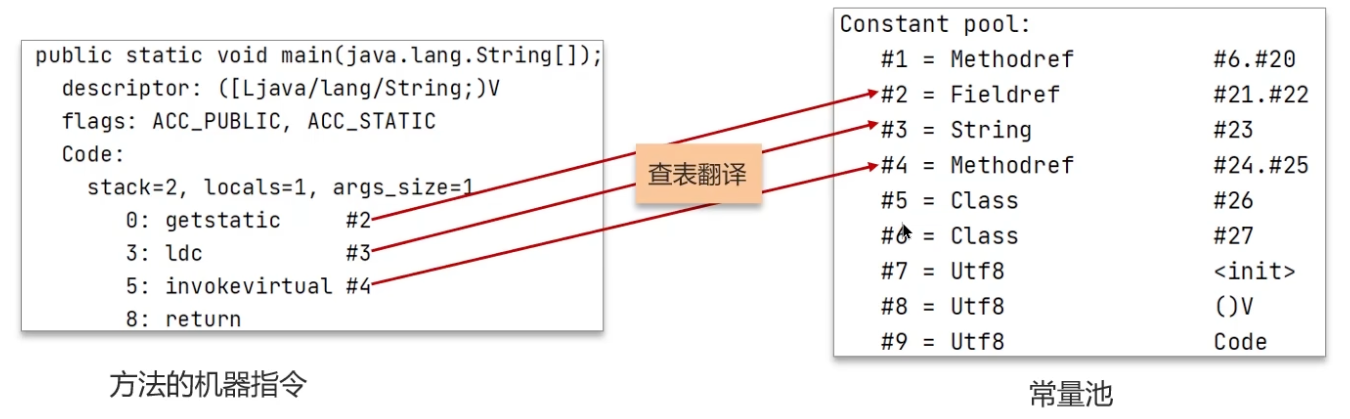 public static void main(java.lang.String[]);
descriptor: ([Ljava/lang/String;)V
flags: ACC_PUBLIC, ACC_STATIC
Code:
stack=2, locals=1, args_size=1
0: getstatic #2
3: ldc #3
5: invokevirtual #4
8: return
方法的机器指令
查表翻译
Constant pool:
#1 = Methodref #6.#20
#2 = Fieldref #21.#22
#3 = String #23
#4 = Methodref #24.#25
#5 = Class #26
#6 = Class #27
#7 = Utf8 <init>
#8 = Utf8 ()V
#9 = Utf8 Code
常量池